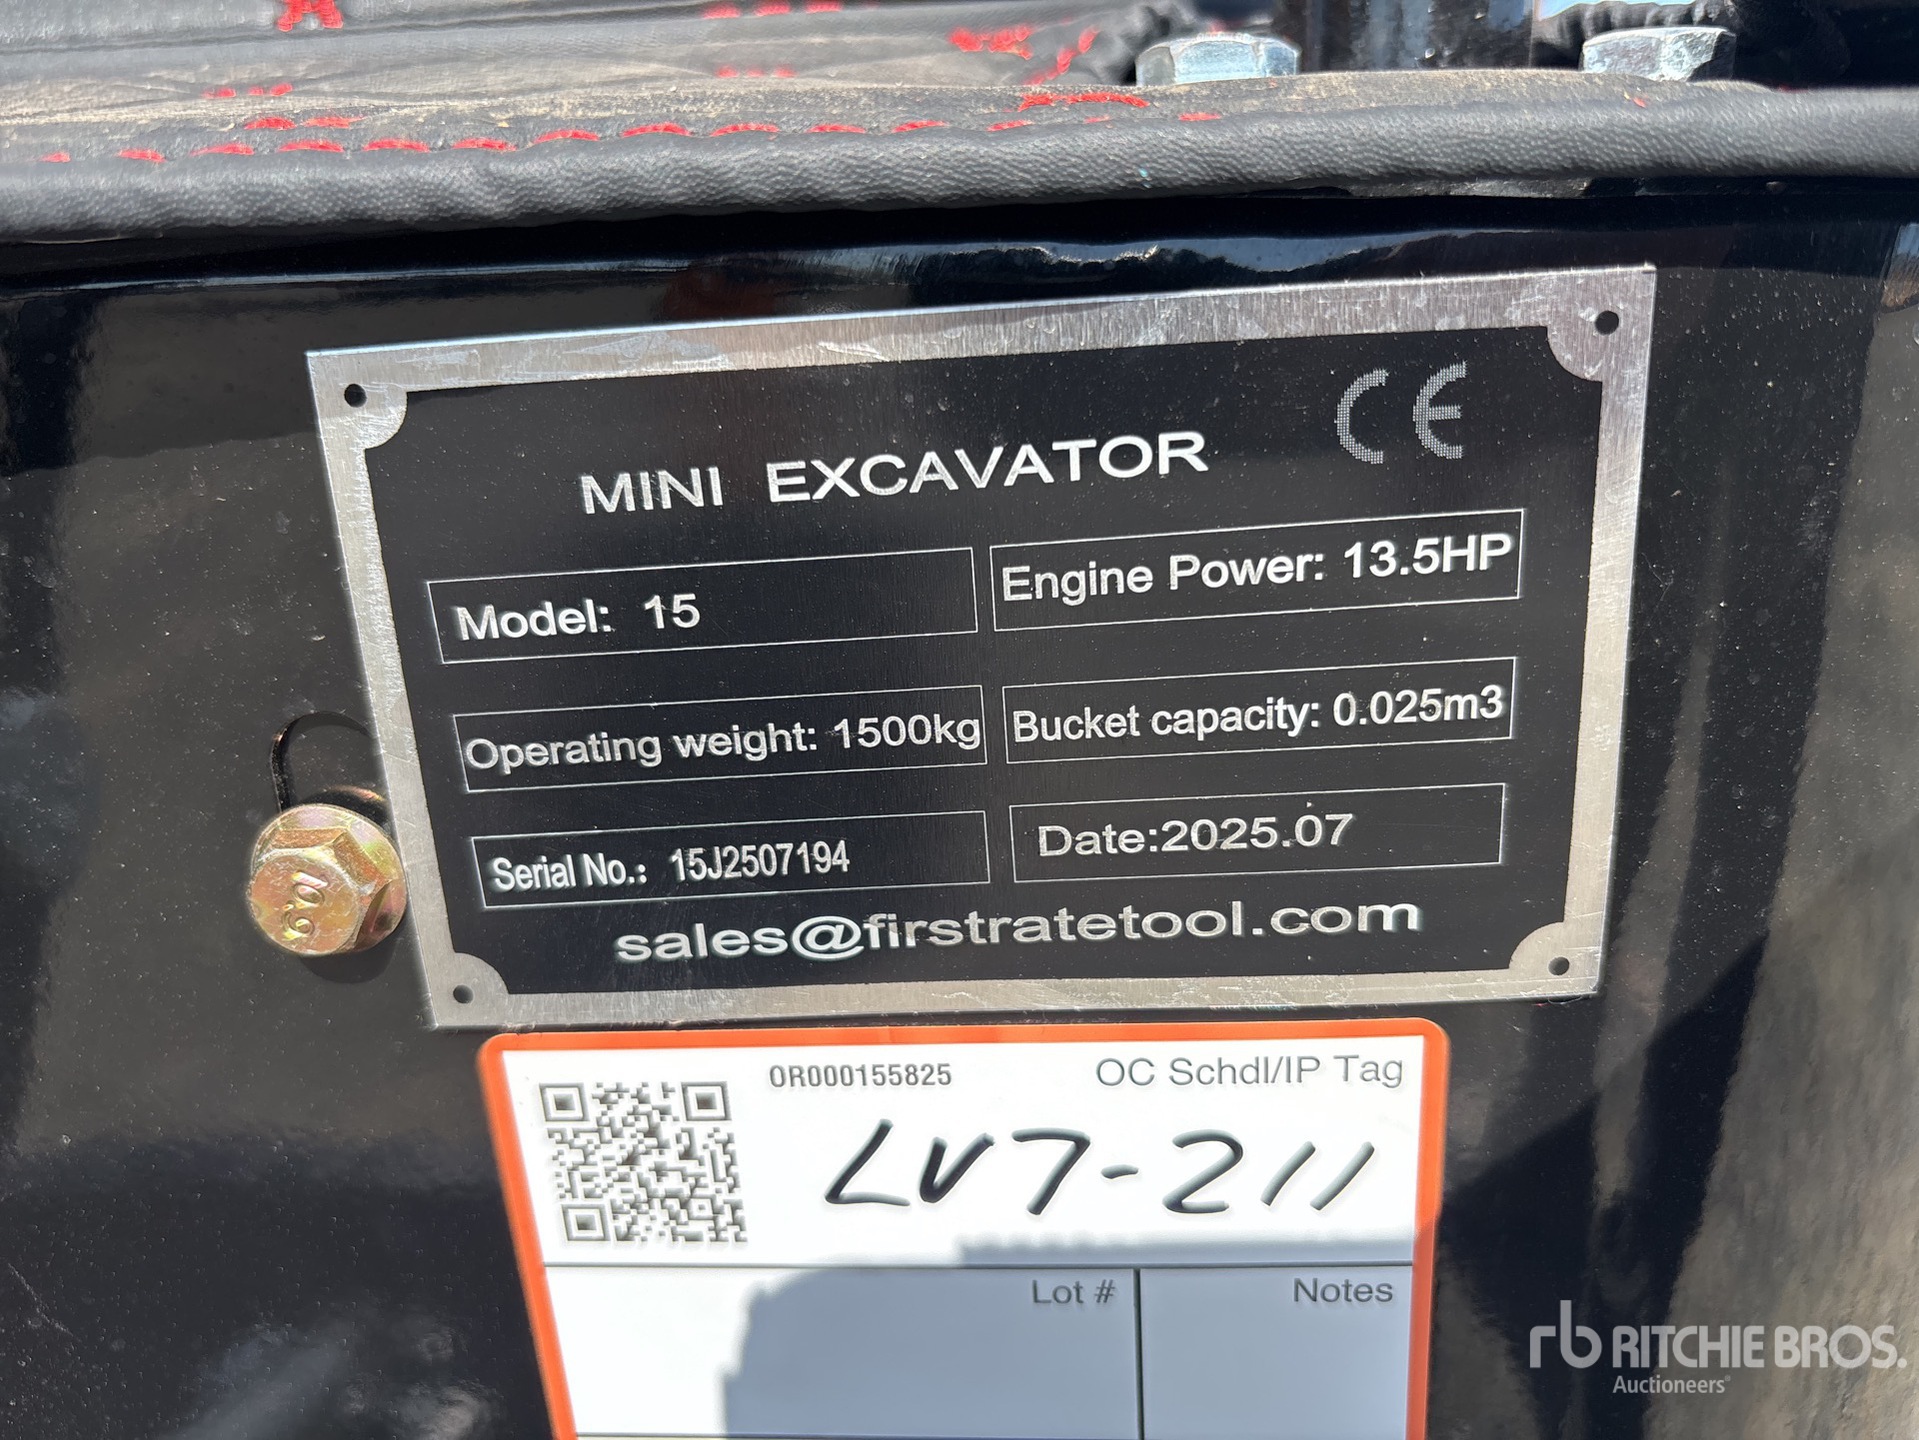 CE
MINI EXCAVATOR
Model: 15
Engine Power: 13.5HP
Operating weight: 1500kg
Bucket capacity: 0.025m3
Serial No.: 15J2507194
Date:2025.07
sales@firstratetool.com
OR000155825
OC Schdl/IP Tag
LV7-211
Lot #
Notes
rb RITCHIE BROS.
Auctioneers